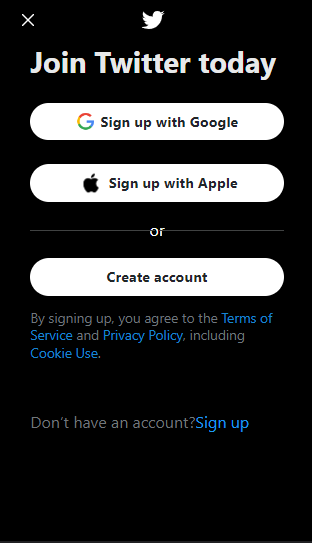 Join Twitter today
Sign up with Google
Sign up with Apple
or
Create account
By signing up, you agree to the Terms of
Service and Privacy Policy, including
Cookie Use.
Don't have an account?Sign up